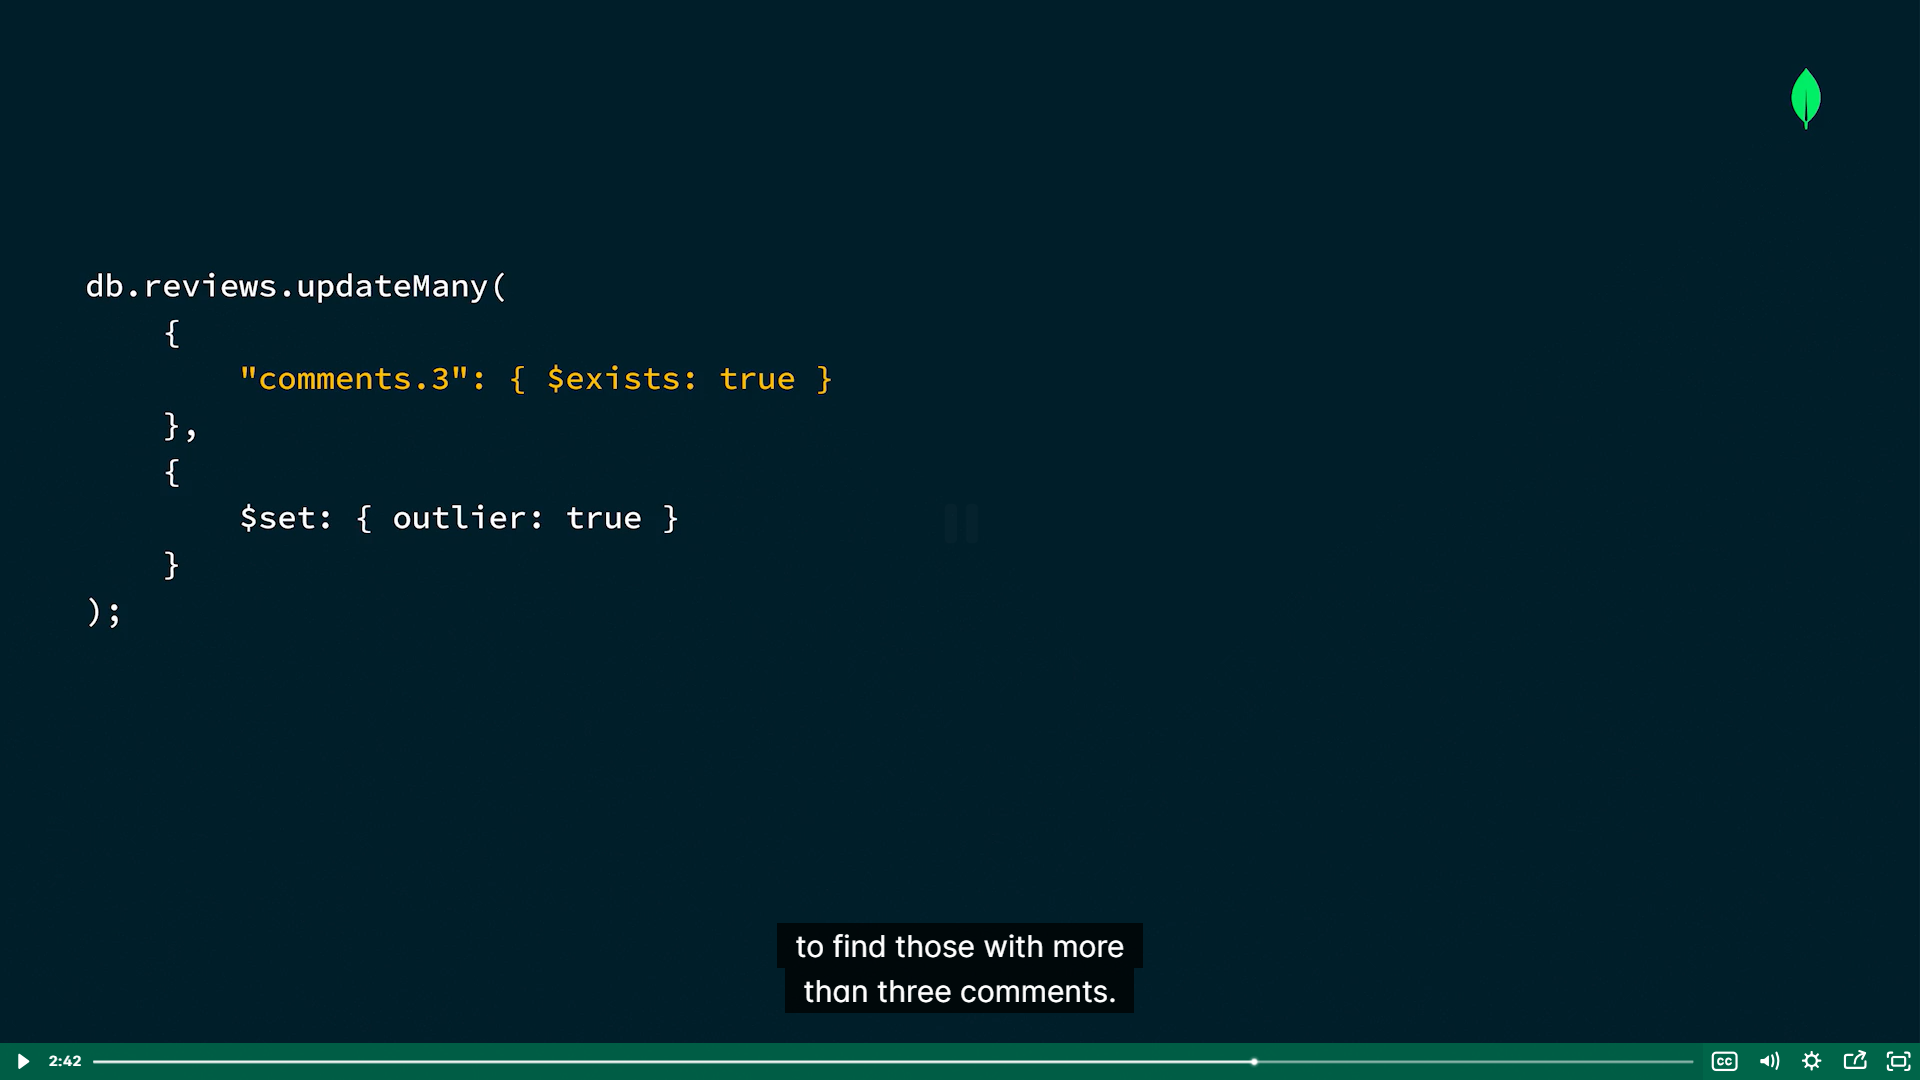 db.reviews.updateMany(
{
"comments.3": { $exists: true }
},
{
$set: { outlier: true }
}
);
to find those with more
than three comments.
2:42
CC